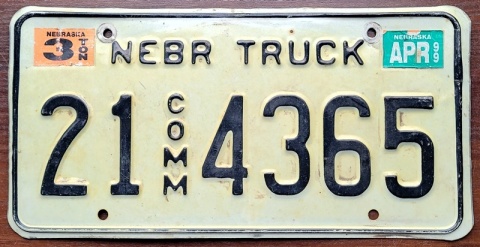 NEBRASKA
3 TON
NEBR TRUCK
NEBRASKA
APR 99
21 COMM 4365